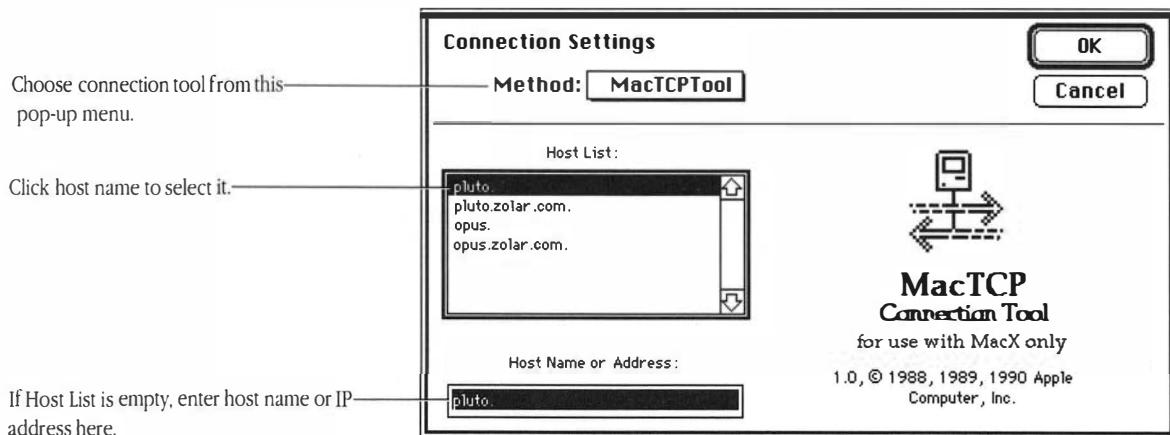 Connection Settings
OK
Choose connection tool from this
pop-up menu.
Method: MacTCPTool
Cancel
Host List:
Click host name to select it.
pluto.
pluto.zolar.com.
opus.
opus.zolar.com.
MacTCP
Connection Tool
for use with MacX only
1.0, © 1988, 1989, 1990 Apple
Computer, Inc.
Host Name or Address:
If Host List is empty, enter host name or IP
address here.
pluto.